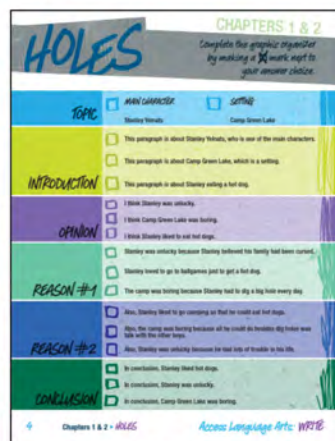 CHAPTERS 1 & 2
HOLES
Complete this graphic organizer
by making a X mark next to
your answer choice.
TOPIC
MAIN CHARACTER
SETTING
Stanley Yelnats
Camp Green Lake
INTRODUCTION
This paragraph is about Stanley Yelnats, who is one of the main characters.
This paragraph is about Camp Green Lake, which is a setting.
This paragraph is about Stanley eating a hot dog.
OPINION
I think Stanley was unlucky.
I think Camp Green Lake was boring.
I think Stanley liked to eat hot dogs.
REASON #1
Stanley was unlucky because Stanley believed his family had been cursed.
Stanley loved to go to ballgames just to get a hot dog.
The camp was boring because Stanley had to dig a big hole every day.
REASON #2
Also, Stanley liked to go camping so that he could eat hot dogs.
Also, the camp was boring because all he could do besides dig holes was
talk with the other boys.
Also, Stanley was unlucky because he had lots of trouble in his life.
CONCLUSION
In conclusion, Stanley liked hot dogs.
In conclusion, Stanley was unlucky.
In conclusion, Camp Green Lake was boring.
4
Chapters 1 & 2 • HOLES
Access Language Arts: WRITE